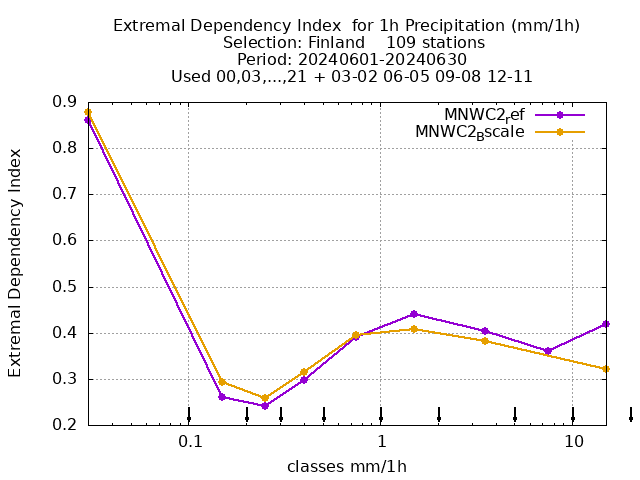 Extremal Dependency Index  for 1h Precipitation (mm/1h)
Selection: Finland    109 stations
Period: 20240601-20240630
Used 00,03,...,21 + 03-02 06-05 09-08 12-11
MNWC2ref
MNWC2Bscale
Extremal Dependency Index
0.9
0.8
0.7
0.6
0.5
0.4
0.3
0.2
0.1 1 10
classes mm/1h